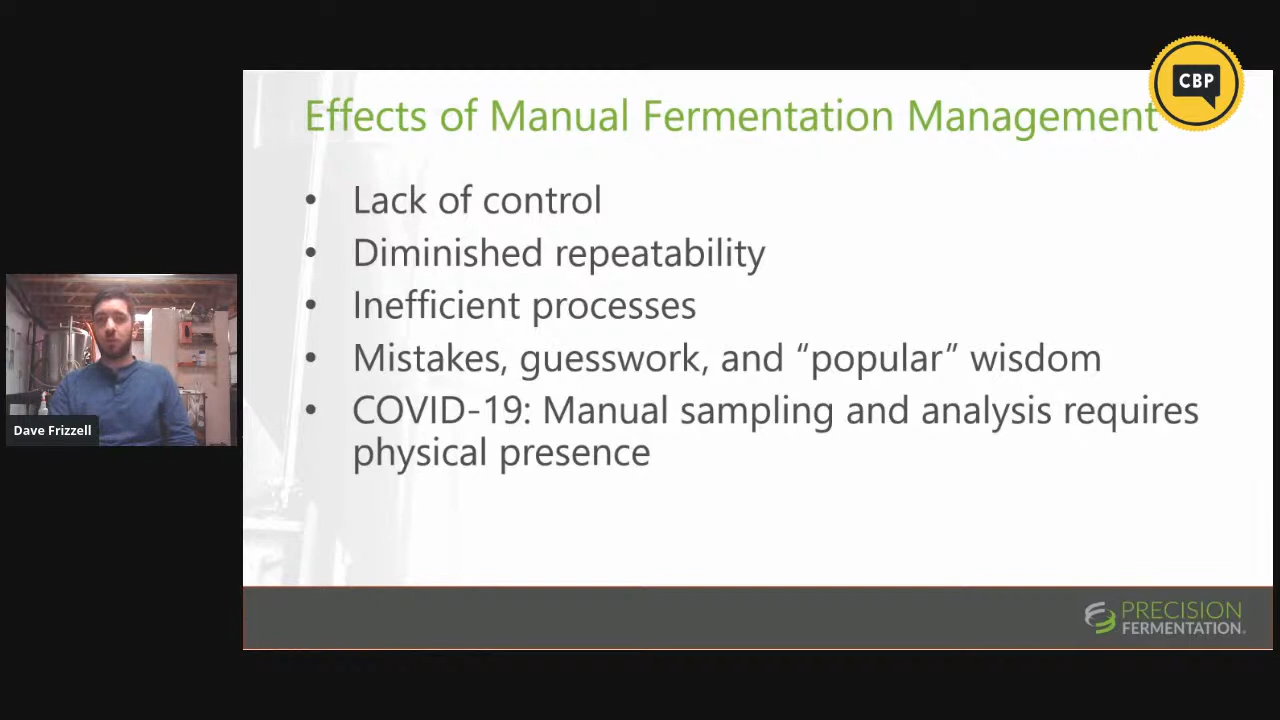 CBP
Effects of Manual Fermentation Management
• Lack of control
• Diminished repeatability
• Inefficient processes
• Mistakes, guesswork, and “popular” wisdom
• COVID-19: Manual sampling and analysis requires
physical presence
Dave Frizzell
PRECISION
FERMENTATION®